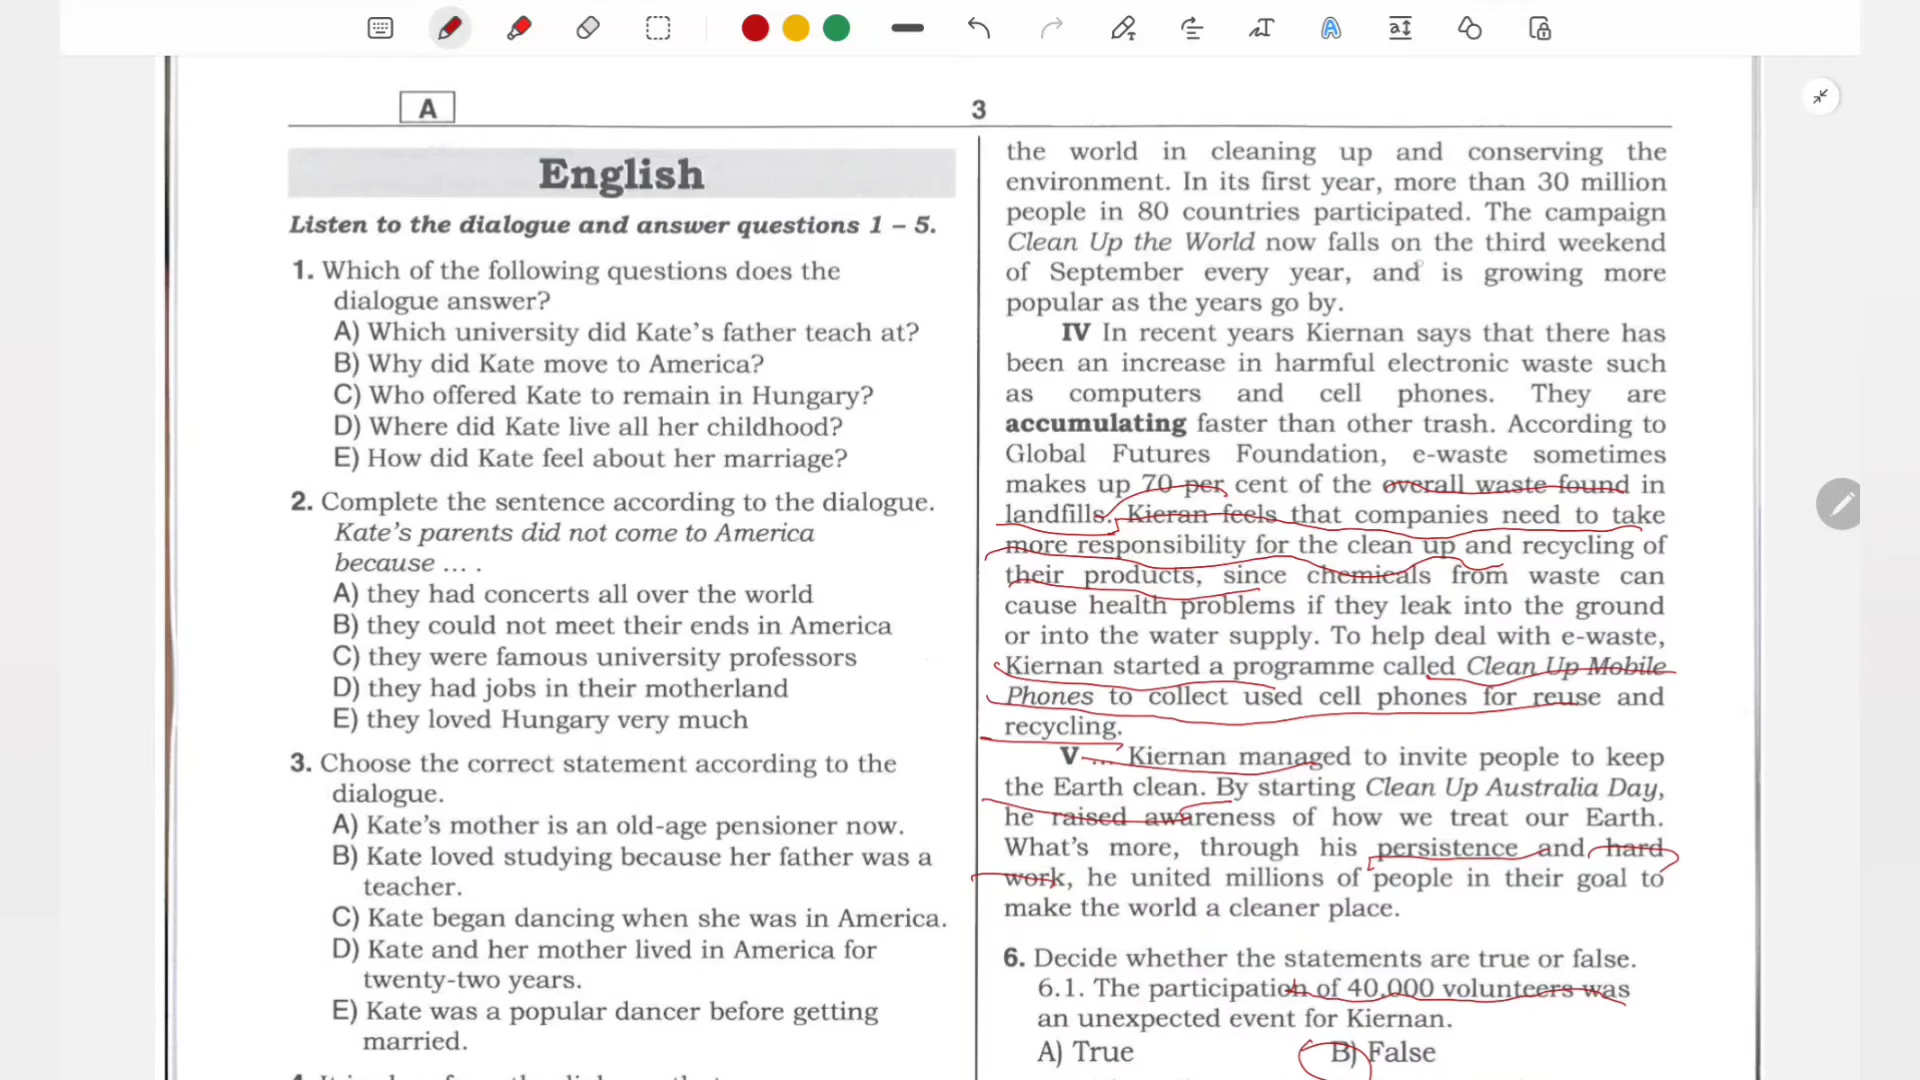 A
3
English
Listen to the dialogue and answer questions 1 – 5.
1. Which of the following questions does the
dialogue answer?
A) Which university did Kate's father teach at?
B) Why did Kate move to America?
C) Who offered Kate to remain in Hungary?
D) Where did Kate live all her childhood?
E) How did Kate feel about her marriage?
2. Complete the sentence according to the dialogue.
Kate's parents did not come to America
because ... .
A) they had concerts all over the world
B) they could not meet their ends in America
C) they were famous university professors
D) they had jobs in their motherland
E) they loved Hungary very much
3. Choose the correct statement according to the
dialogue.
A) Kate's mother is an old-age pensioner now.
B) Kate loved studying because her father was a
teacher.
C) Kate began dancing when she was in America.
D) Kate and her mother lived in America for
twenty-two years.
E) Kate was a popular dancer before getting
married.
the world in cleaning up and conserving the
environment. In its first year, more than 30 million
people in 80 countries participated. The campaign
Clean Up the World now falls on the third weekend
of September every year, and is growing more
popular as the years go by.
IV In recent years Kiernan says that there has
been an increase in harmful electronic waste such
as computers and cell phones. They are
accumulating faster than other trash. According to
Global Futures Foundation, e-waste sometimes
makes up 70 per cent of the overall waste found in
landfills. Kieran feels that companies need to take
more responsibility for the clean up and recycling of
their products, since chemicals from waste can
cause health problems if they leak into the ground
or into the water supply. To help deal with e-waste,
Kiernan started a programme called Clean Up Mobile
Phones to collect used cell phones for reuse and
recycling.
V ... Kiernan managed to invite people to keep
the Earth clean. By starting Clean Up Australia Day,
he raised awareness of how we treat our Earth.
What's more, through his persistence and hard
work, he united millions of people in their goal to
make the world a cleaner place.
6. Decide whether the statements are true or false.
6.1. The participation of 40.000 volunteers was
an unexpected event for Kiernan.
A) True B) False